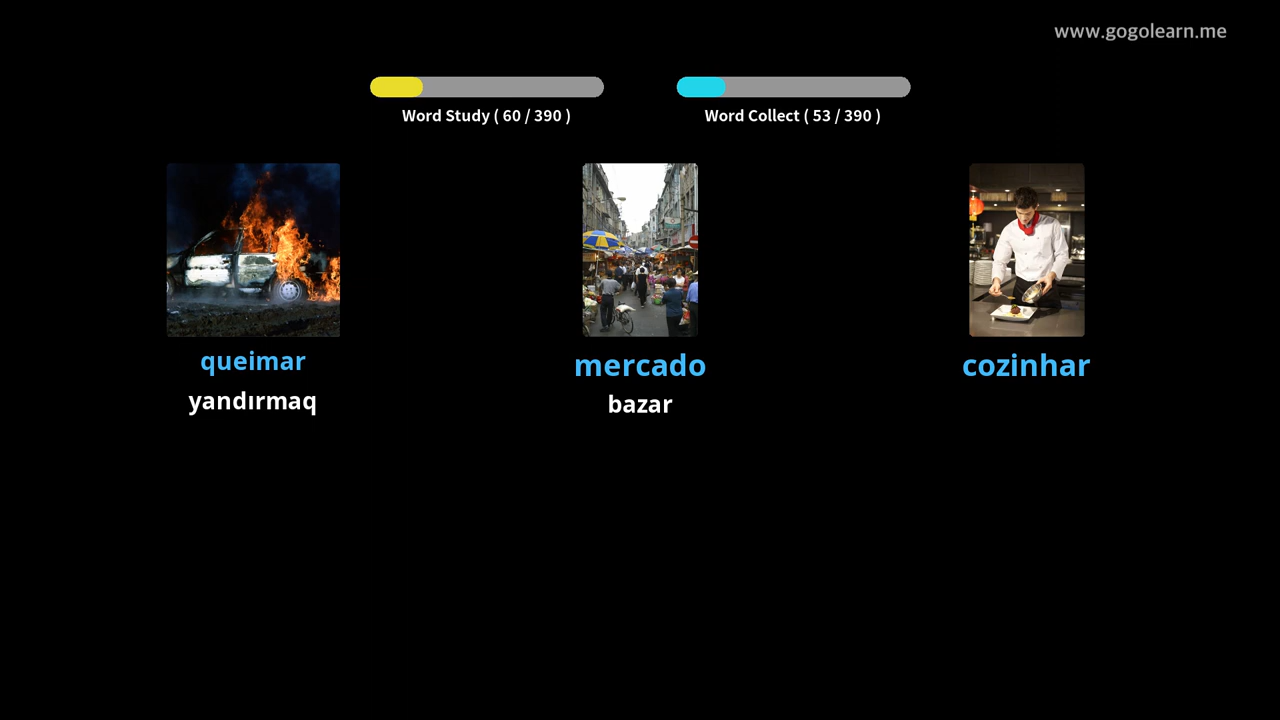 www.gogolearn.me
Word Study ( 60 / 390 )
Word Collect ( 53 / 390 )
queimar
yandırmaq
mercado
bazar
cozinhar